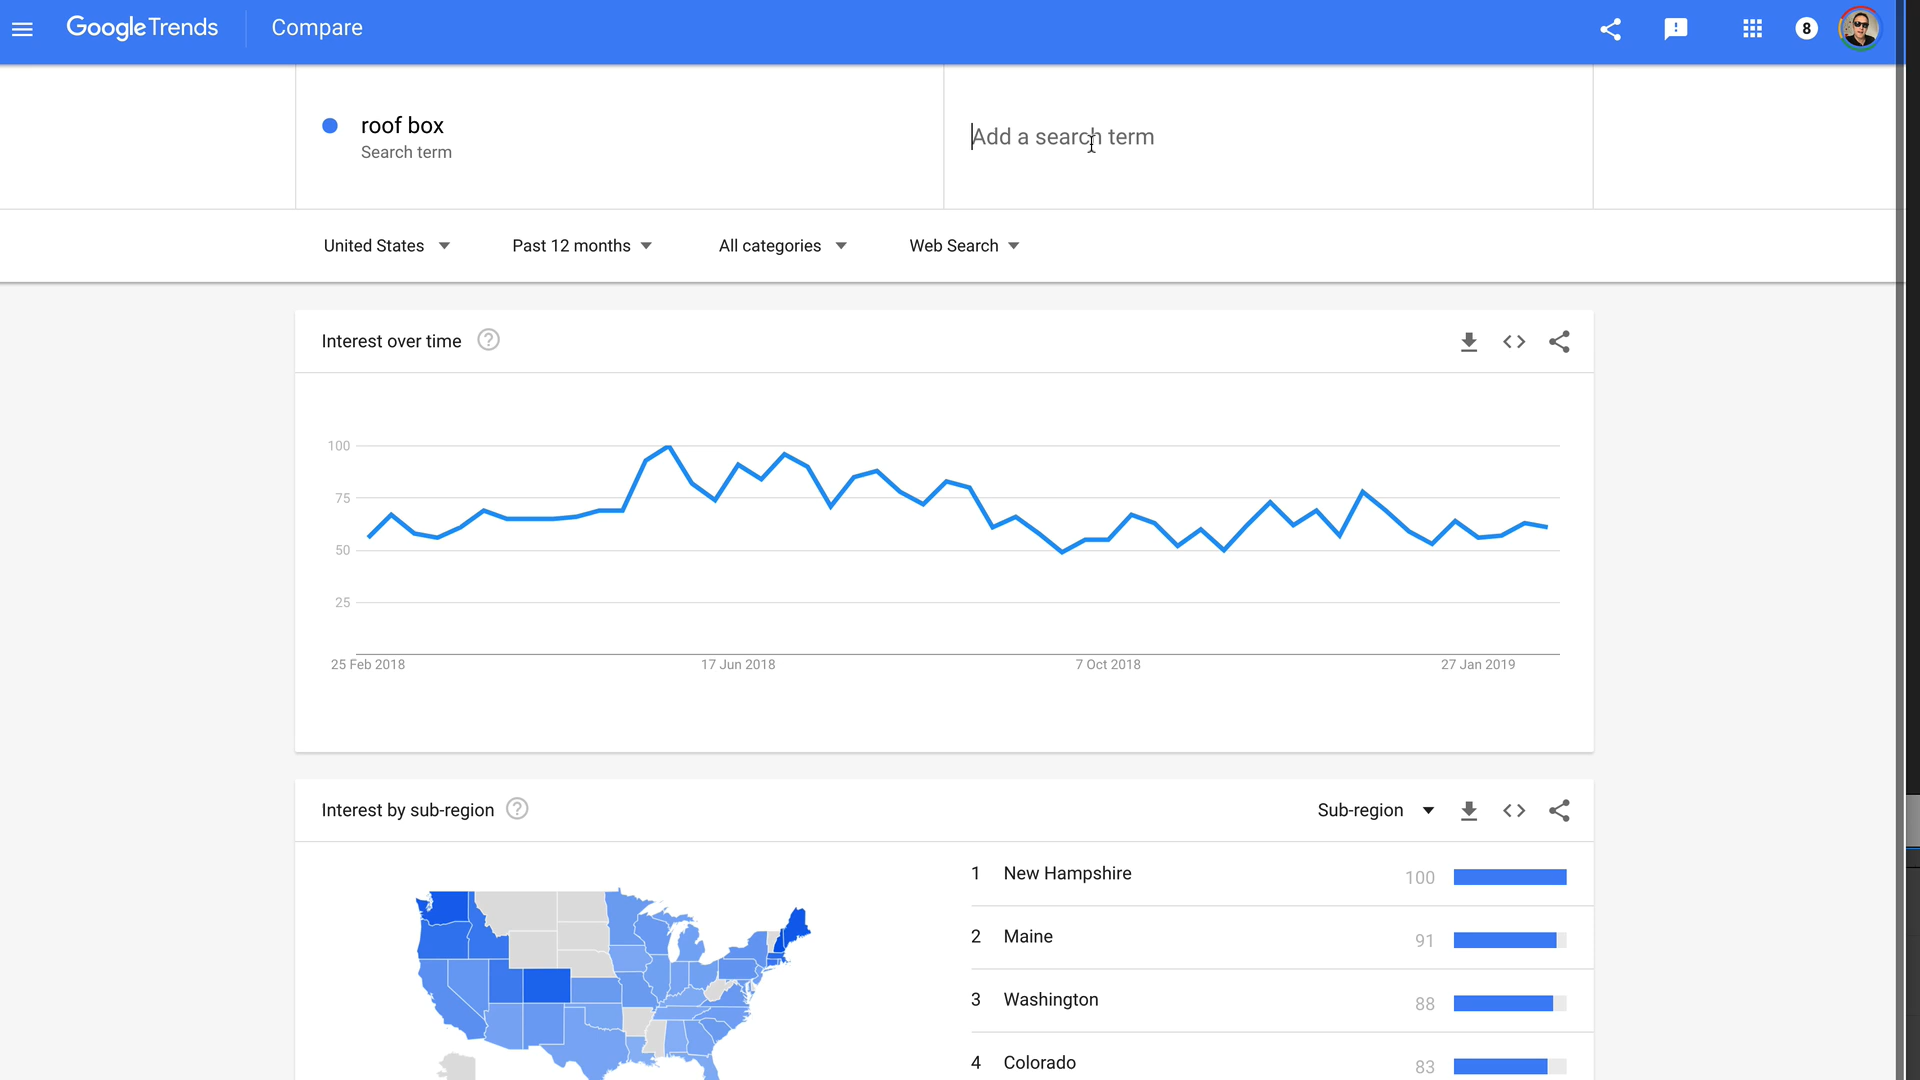 Google Trends
Compare
8
roof box
Search term
Add a search term
United States
Past 12 months
All categories
Web Search
Interest over time
100
75
50
25
25 Feb 2018
17 Jun 2018
7 Oct 2018
27 Jan 2019
Interest by sub-region
Sub-region
1 New Hampshire 100
2 Maine 91
3 Washington 88
4 Colorado 83